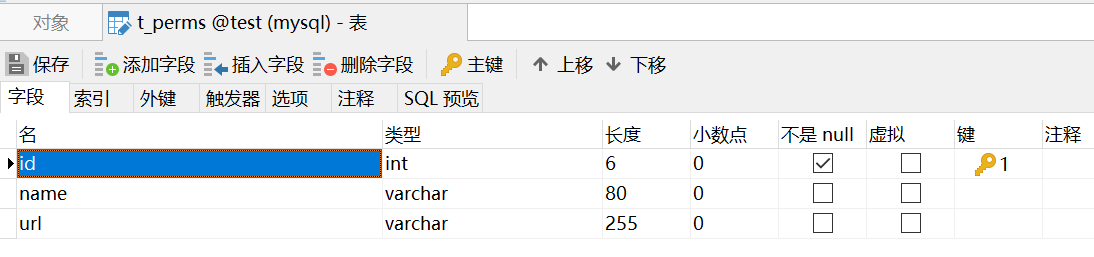 对象 t_perms @test (mysql) - 表
保存 添加字段 插入字段 删除字段 主键 上移 下移
字段 索引 外键 触发器 选项 注释 SQL 预览
名 类型 长度 小数点 不是 null 虚拟 键 注释
id int 6 0 1
name varchar 80 0
url varchar 255 0